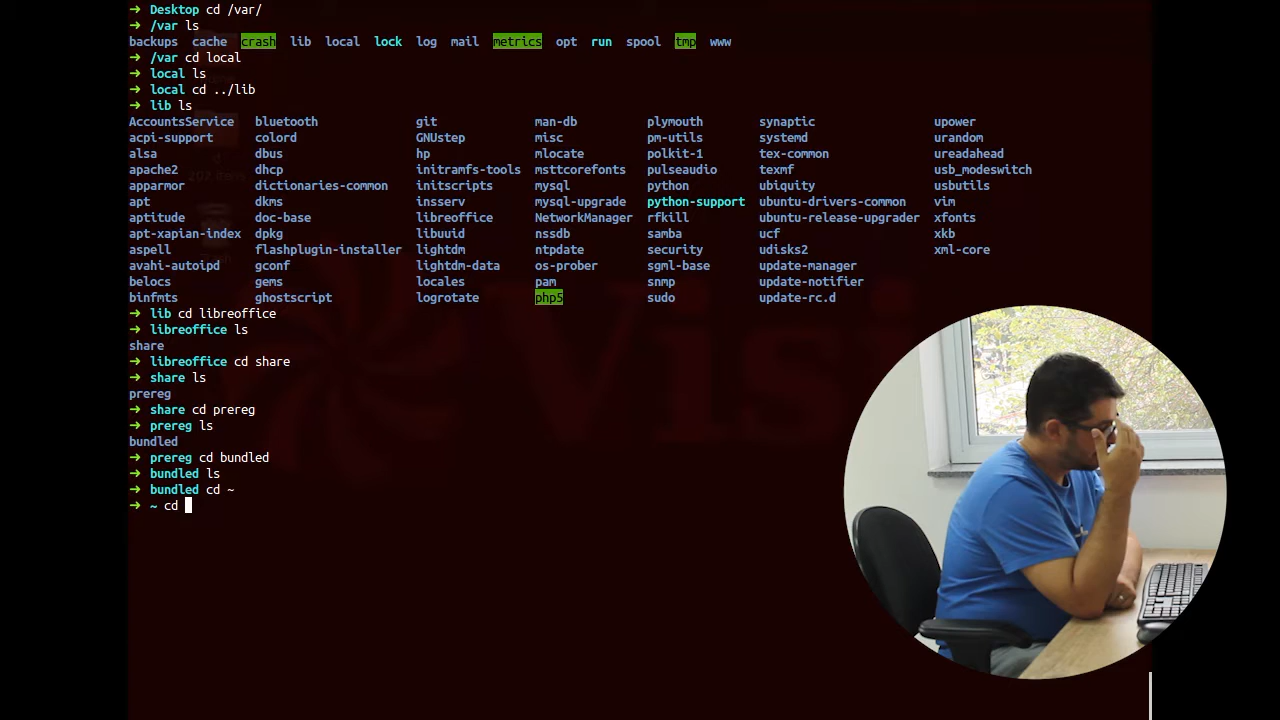 ➜ Desktop cd /var/
➜ /var ls
backups cache crash lib local lock log mail metrics opt run spool tmp www
➜ /var cd local
➜ local ls
➜ local cd ../lib
➜ lib ls
AccountsService bluetooth git man-db plymouth synaptic upower
acpi-support colord GNUstep misc pm-utils systemd urandom
alsa dbus hp mlocate polkit-1 tex-common ureadahead
apache2 dhcp initramfs-tools msttcorefonts pulseaudio texmf usb_modeswitch
apparmor dictionaries-common initscripts mysql python ubiquity usbutils
apt dkms insserv mysql-upgrade python-support ubuntu-drivers-common vim
aptitude doc-base libreoffice NetworkManager rfkill ubuntu-release-upgrader xfonts
apt-xapian-index dpkg libuuid nssdb samba ucf xkb
aspell flashplugin-installer lightdm ntpdate security udisks2 xml-core
avahi-autoipd gconf lightdm-data os-prober sgml-base update-manager
belocs gems locales pam snmp update-notifier
binfmts ghostscript logrotate php5 sudo update-rc.d
➜ lib cd libreoffice
➜ libreoffice ls
share
➜ libreoffice cd share
➜ share ls
prereg
➜ share cd prereg
➜ prereg ls
bundled
➜ prereg cd bundled
➜ bundled ls
➜ bundled cd ~
➜ ~ cd